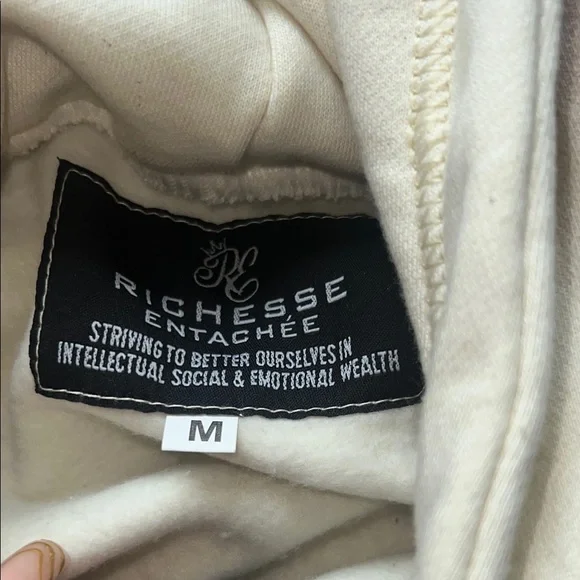 RE
RICHESSE
ENTACHÉE
STRIVING TO BETTER OURSELVES IN
INTELLECTUAL SOCIAL & EMOTIONAL WEALTH
M